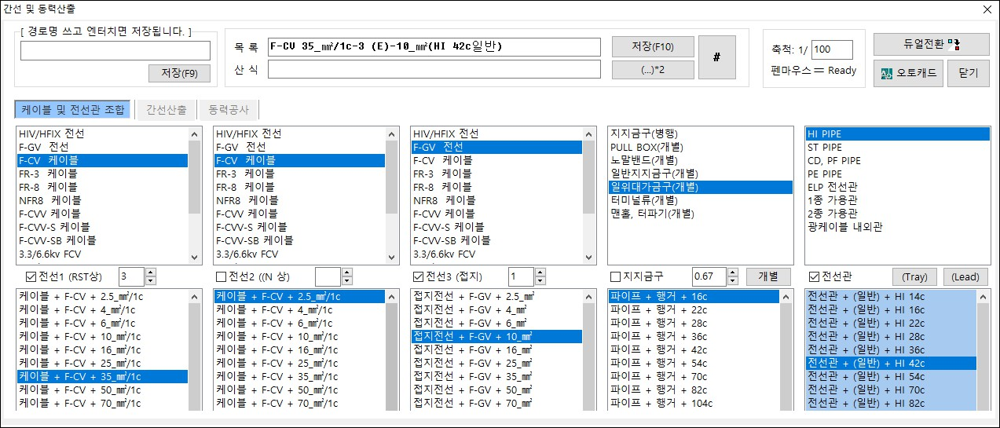 간선 및 동력산출
[ 경로명 쓰고 엔터치면 저장됩니다. ]
저장(F9)
목 록
F-CV 35_㎟/1c-3 (E)-10_㎟(HI 42c일반)
산 식
저장(F10)
(...)*2
#
축척: 1/ 100
펜마우스 = Ready
듀얼전환
오토캐드
닫기
케이블 및 전선관 조합
간선산출
동력공사
HIV/HFIX 전선
F-GV 전선
F-CV 케이블
FR-3 케이블
FR-8 케이블
NFR8 케이블
F-CVV 케이블
F-CVV-S 케이블
F-CVV-SB 케이블
3.3/6.6kv FCV
HIV/HFIX 전선
F-GV 전선
F-CV 케이블
FR-3 케이블
FR-8 케이블
NFR8 케이블
F-CVV 케이블
F-CVV-S 케이블
F-CVV-SB 케이블
3.3/6.6kv FCV
HIV/HFIX 전선
F-GV 전선
F-CV 케이블
FR-3 케이블
FR-8 케이블
NFR8 케이블
F-CVV 케이블
F-CVV-S 케이블
F-CVV-SB 케이블
3.3/6.6kv FCV
지지금구(병행)
PULL BOX(개별)
노말밴드(개별)
일반지지금구(개별)
일위대가금구(개별)
터미널류(개별)
맨홀, 터파기(개별)
HI PIPE
ST PIPE
CD, PF PIPE
PE PIPE
ELP 전선관
1종 가용관
2종 가용관
광케이블 내외관
전선1 (RST상) 3
전선2 ((N 상)
전선3 (접지) 1
지지금구 0.67 개별
전선관 (Tray) (Lead)
케이블 + F-CV + 2.5_㎟/1c
케이블 + F-CV + 4_㎟/1c
케이블 + F-CV + 6_㎟/1c
케이블 + F-CV + 10_㎟/1c
케이블 + F-CV + 16_㎟/1c
케이블 + F-CV + 25_㎟/1c
케이블 + F-CV + 35_㎟/1c
케이블 + F-CV + 50_㎟/1c
케이블 + F-CV + 70_㎟/1c
케이블 + F-CV + 2.5_㎟/1c
케이블 + F-CV + 4_㎟/1c
케이블 + F-CV + 6_㎟/1c
케이블 + F-CV + 10_㎟/1c
케이블 + F-CV + 16_㎟/1c
케이블 + F-CV + 25_㎟/1c
케이블 + F-CV + 35_㎟/1c
케이블 + F-CV + 50_㎟/1c
케이블 + F-CV + 70_㎟/1c
접지전선 + F-GV + 2.5_㎟
접지전선 + F-GV + 4_㎟
접지전선 + F-GV + 6_㎟
접지전선 + F-GV + 10_㎟
접지전선 + F-GV + 16_㎟
접지전선 + F-GV + 25_㎟
접지전선 + F-GV + 35_㎟
접지전선 + F-GV + 50_㎟
접지전선 + F-GV + 70_㎟
파이프 + 행거 + 16c
파이프 + 행거 + 22c
파이프 + 행거 + 28c
파이프 + 행거 + 36c
파이프 + 행거 + 42c
파이프 + 행거 + 54c
파이프 + 행거 + 70c
파이프 + 행거 + 82c
파이프 + 행거 + 104c
전선관 + (일반) + HI 14c
전선관 + (일반) + HI 16c
전선관 + (일반) + HI 22c
전선관 + (일반) + HI 28c
전선관 + (일반) + HI 36c
전선관 + (일반) + HI 42c
전선관 + (일반) + HI 54c
전선관 + (일반) + HI 70c
전선관 + (일반) + HI 82c